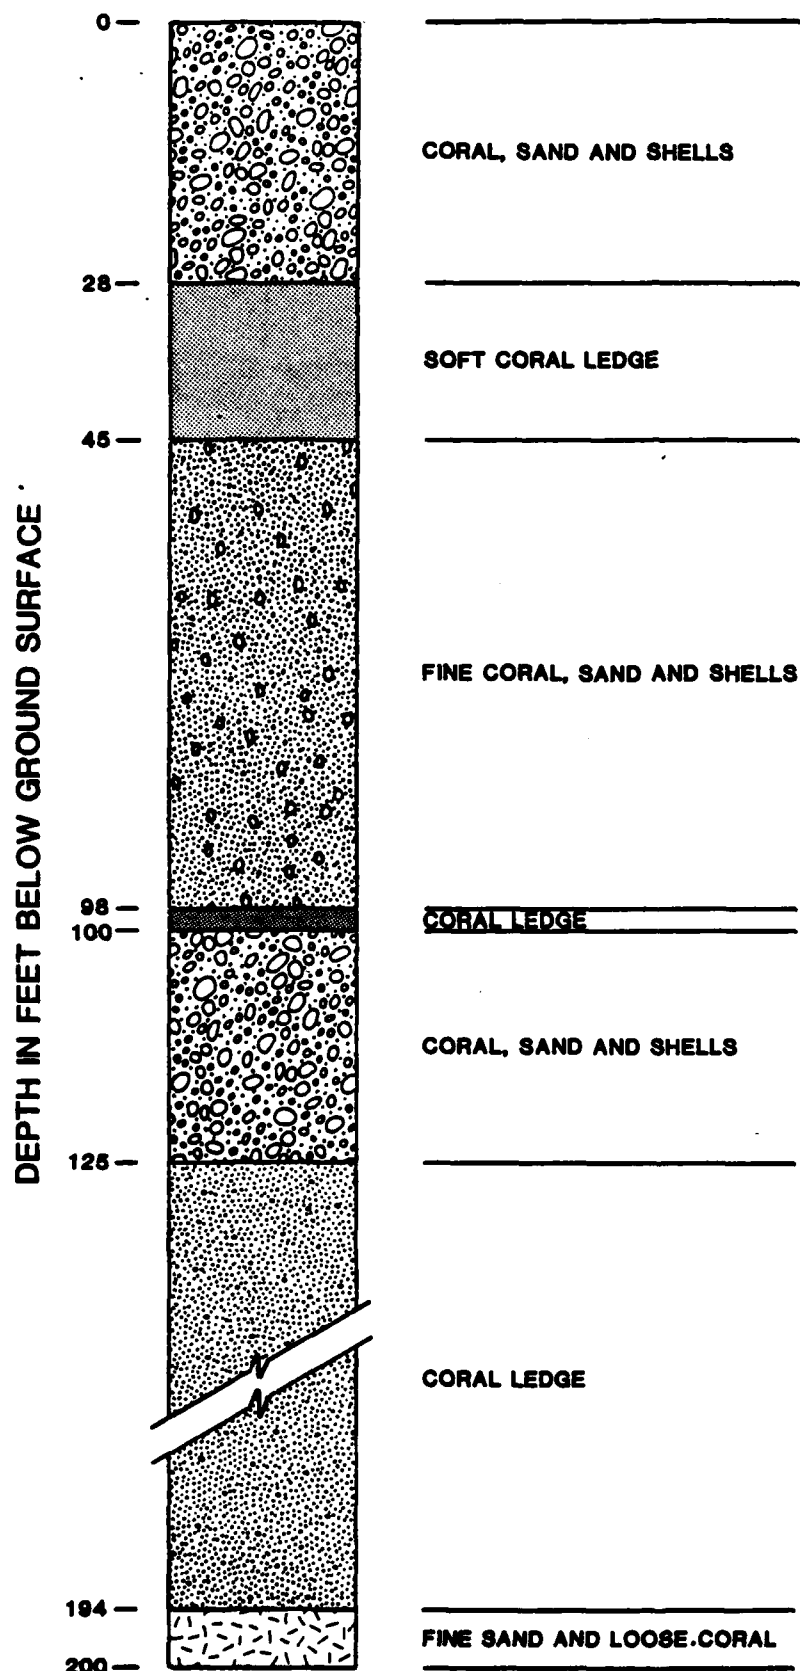 0
CORAL, SAND AND SHELLS
28
SOFT CORAL LEDGE
45
DEPTH IN FEET BELOW GROUND SURFACE
FINE CORAL, SAND AND SHELLS
98
CORAL LEDGE
100
CORAL, SAND AND SHELLS
125
CORAL LEDGE
194
FINE SAND AND LOOSE CORAL
200